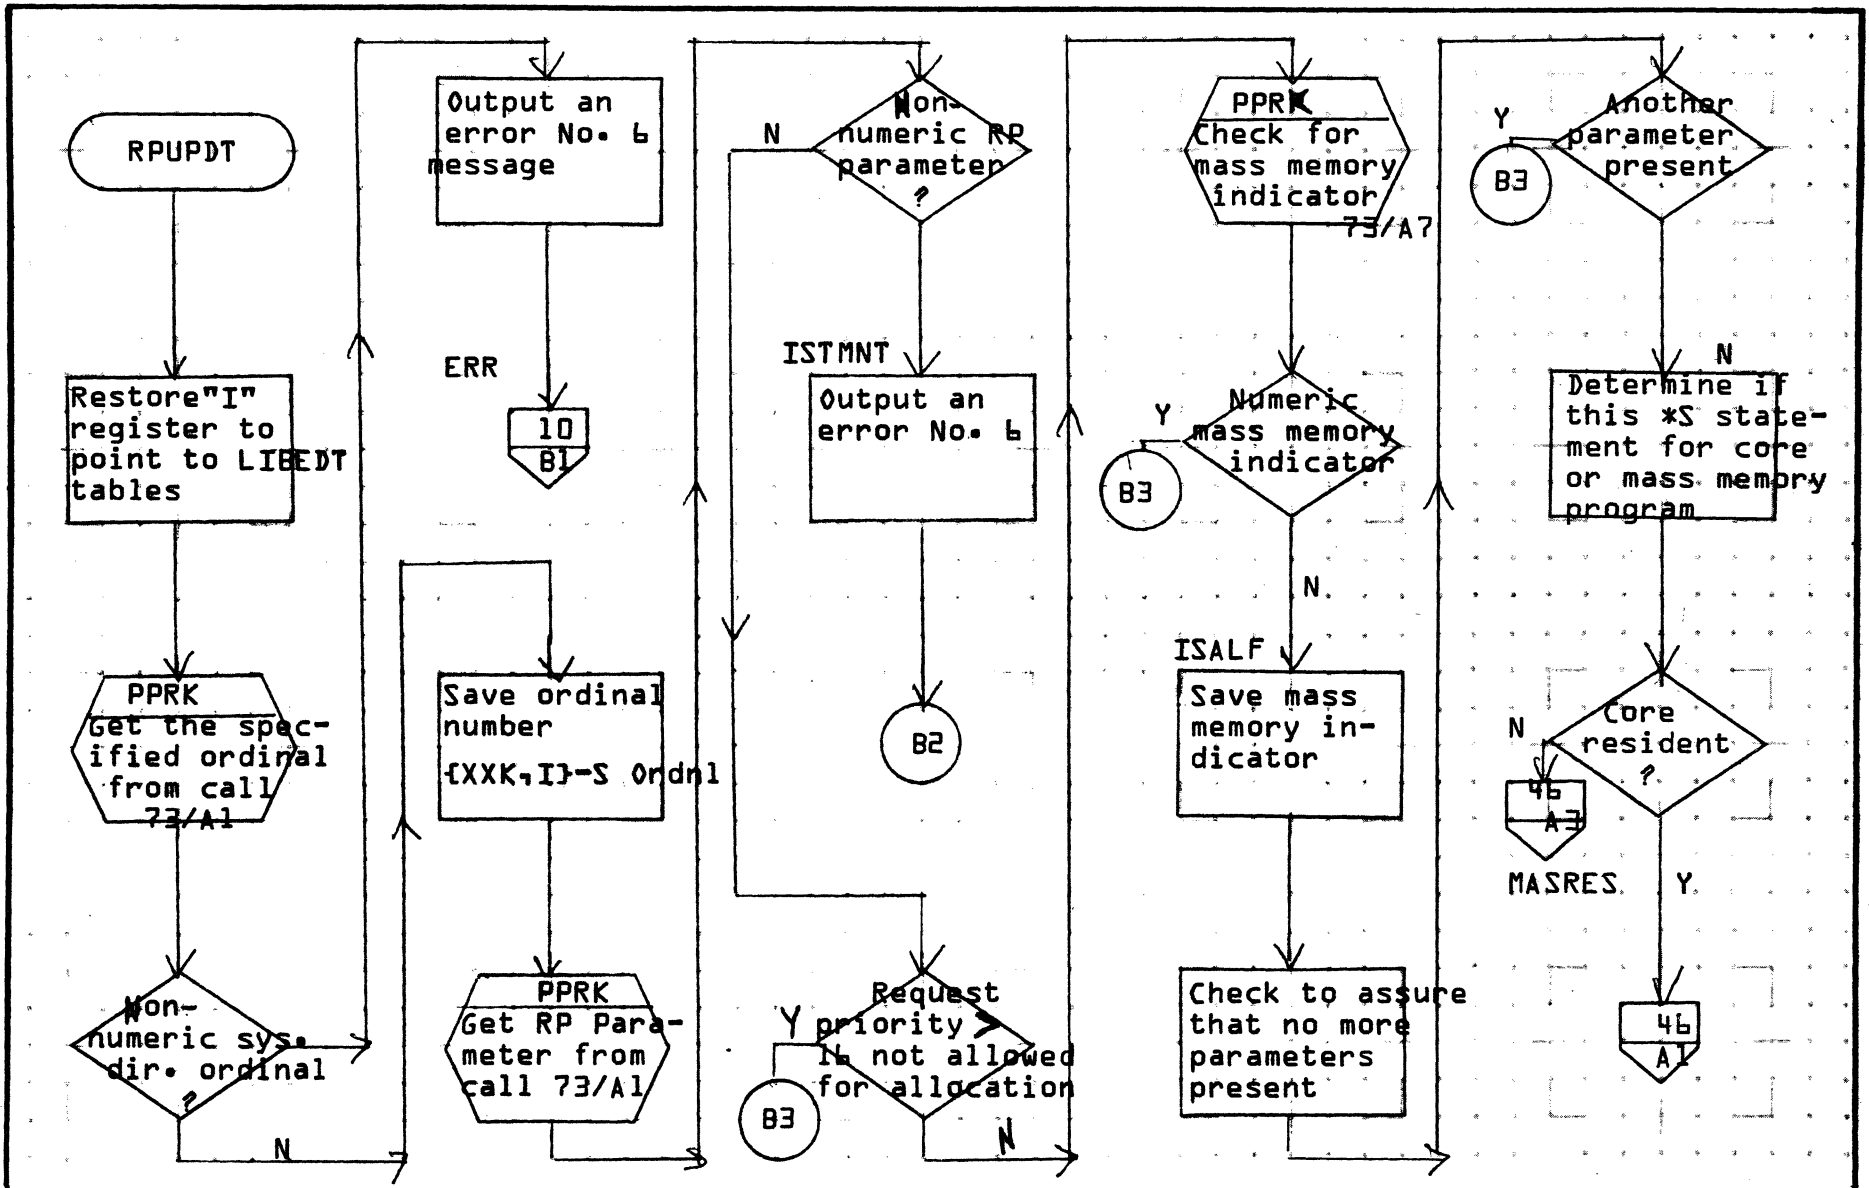 RPUPDT
Restore"I"
register to
point to LIBEDT
tables
PPRK
Get the spec-
ified ordinal
from call
73/A1
Non-
numeric sys.
dir. ordinal
?
N
Output an
error No. 6
message
ERR
10
B1
Save ordinal
number
{XXK,I}-S Ordnl
PPRK
Get RP Para-
meter from
call 73/A1
Non-
numeric RP
parameter
?
N
ISTMNT
Output an
error No. 6
B2
Request
priority >
16 not allowed
for allocation
Y
B3
N
PPRK
Check for
mass memory
indicator
73/A7
Numeric
mass memory
indicator
Y
B3
N
ISALF
Save mass
memory in-
dicator
Check to assure
that no more
parameters
present
Another
parameter
present
Y
B3
N
Determine if
this *S state-
ment for core
or mass memory
program
Core
resident
?
N
46
A3
MASRES
Y
46
A1